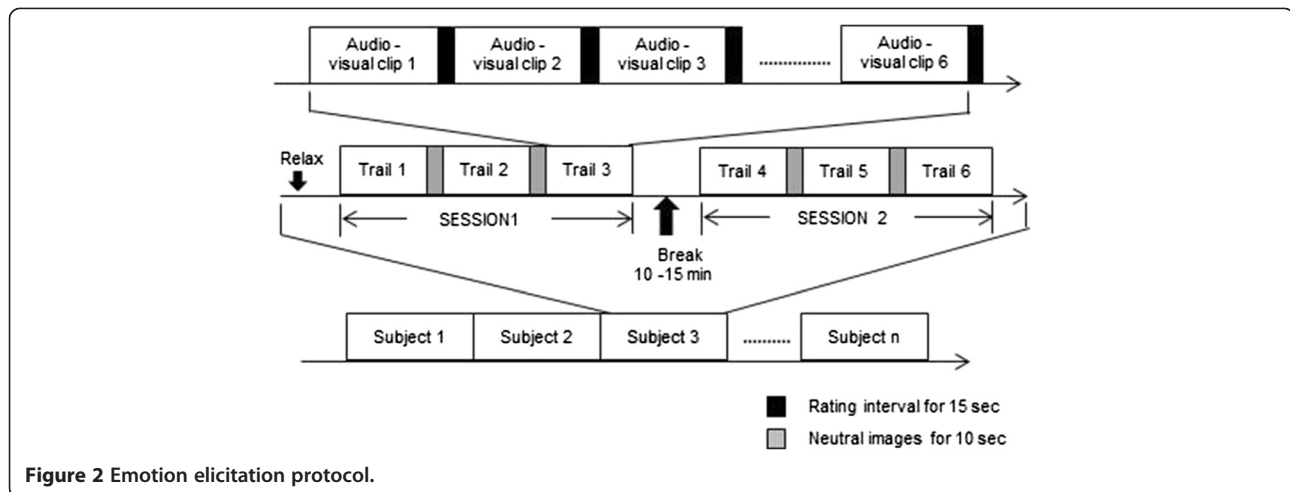 Audio - visual clip 1
Audio - visual clip 2
Audio - visual clip 3
...............
Audio - visual clip 6
Relax
Trail 1
Trail 2
Trail 3
Trail 4
Trail 5
Trail 6
SESSION1
SESSION 2
Break
10 -15 min
Subject 1
Subject 2
Subject 3
..........
Subject n
Rating interval for 15 sec
Neutral images for 10 sec
Figure 2 Emotion elicitation protocol.